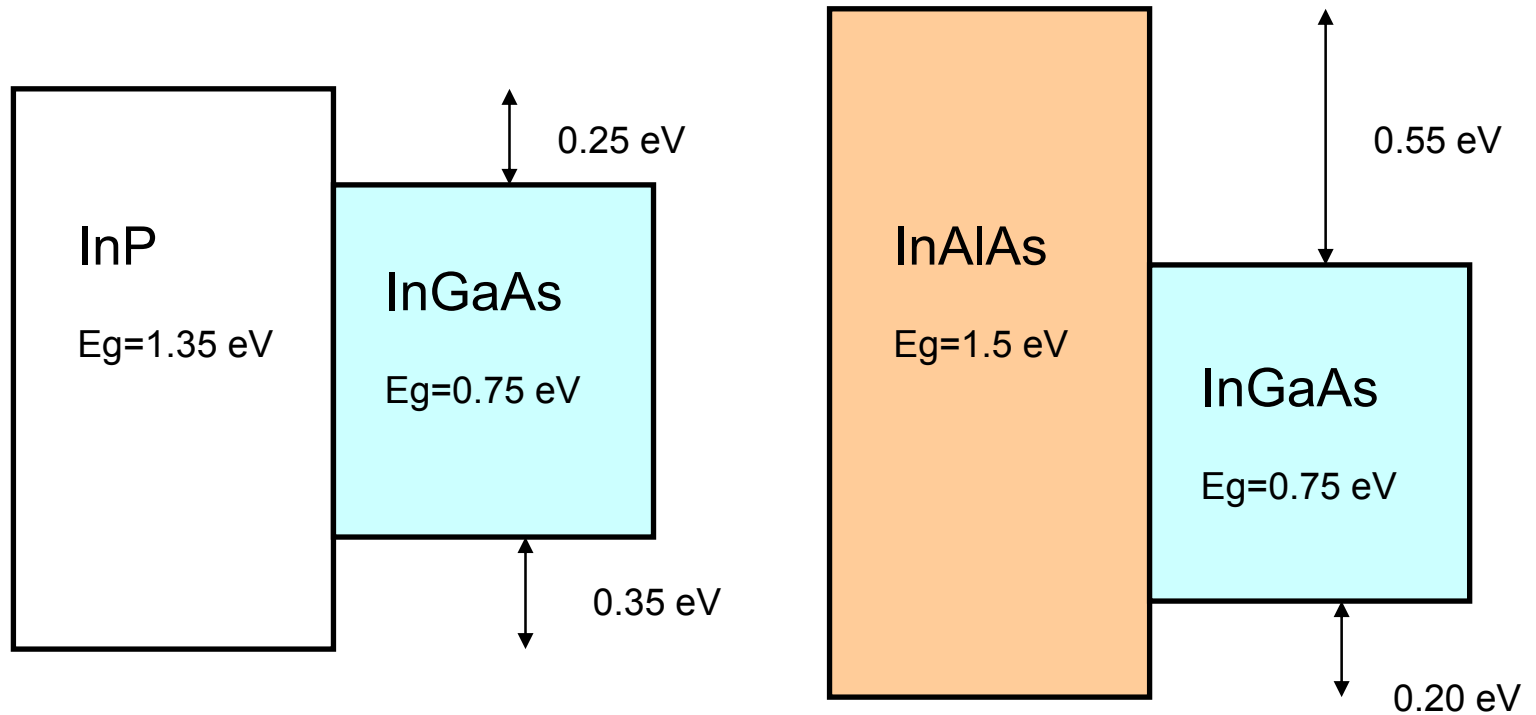 InP
Eg=1.35 eV
InGaAs
Eg=0.75 eV
0.25 eV
0.35 eV
InAlAs
Eg=1.5 eV
InGaAs
Eg=0.75 eV
0.55 eV
0.20 eV